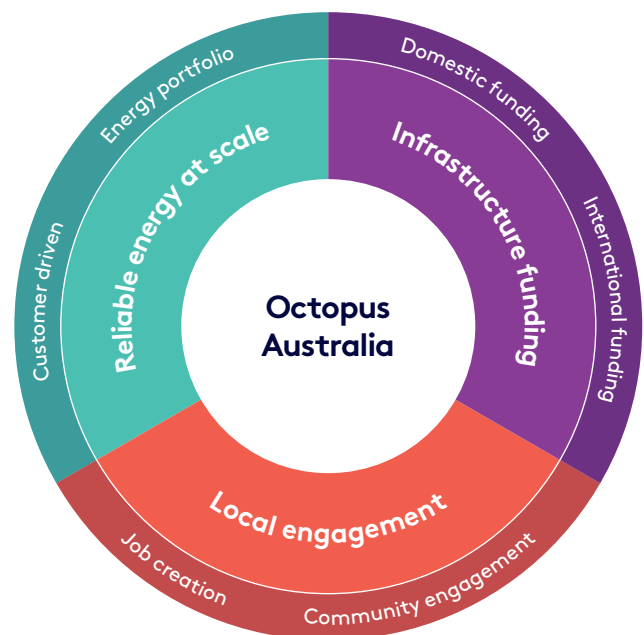 Octopus
Australia
Reliable energy at scale
Energy portfolio
Customer driven
Infrastructure funding
Domestic funding
International funding
Local engagement
Job creation
Community engagement